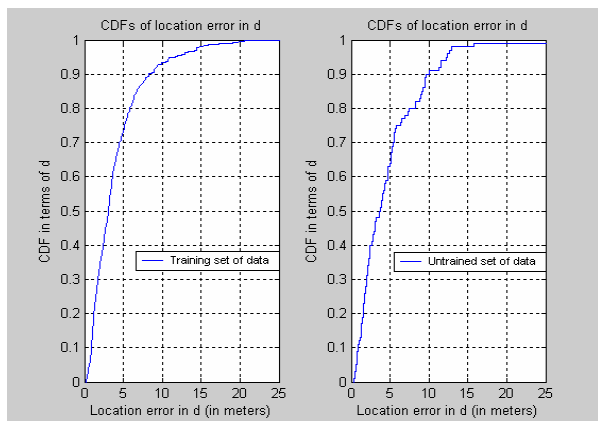 CDFs of location error in d
1
0.9
0.8
0.7
0.6
0.5
0.4
0.3
0.2
0.1
0
CDF in terms of d
Training set of data
0 5 10 15 20 25
Location error in d (in meters)
CDFs of location error in d
1
0.9
0.8
0.7
0.6
0.5
0.4
0.3
0.2
0.1
0
CDF in terms of d
Untrained set of data
0 5 10 15 20 25
Location error in d (in meters)